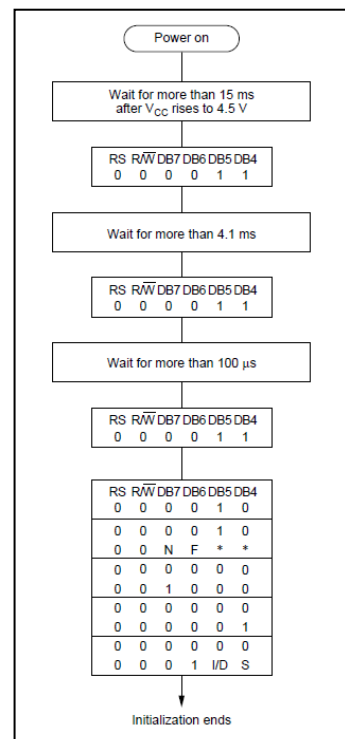 Power on
Wait for more than 15 ms
after VCC rises to 4.5 V
RS R/W̅ DB7 DB6 DB5 DB4
0 0 0 0 1 1
Wait for more than 4.1 ms
RS R/W̅ DB7 DB6 DB5 DB4
0 0 0 0 1 1
Wait for more than 100 µs
RS R/W̅ DB7 DB6 DB5 DB4
0 0 0 0 1 1
RS R/W̅ DB7 DB6 DB5 DB4
0 0 0 0 1 0
0 0 0 0 1 0
0 0 N F * *
0 0 0 0 0 0
0 0 1 0 0 0
0 0 0 0 0 0
0 0 0 0 0 1
0 0 0 0 0 0
0 0 0 1 I/D S
Initialization ends